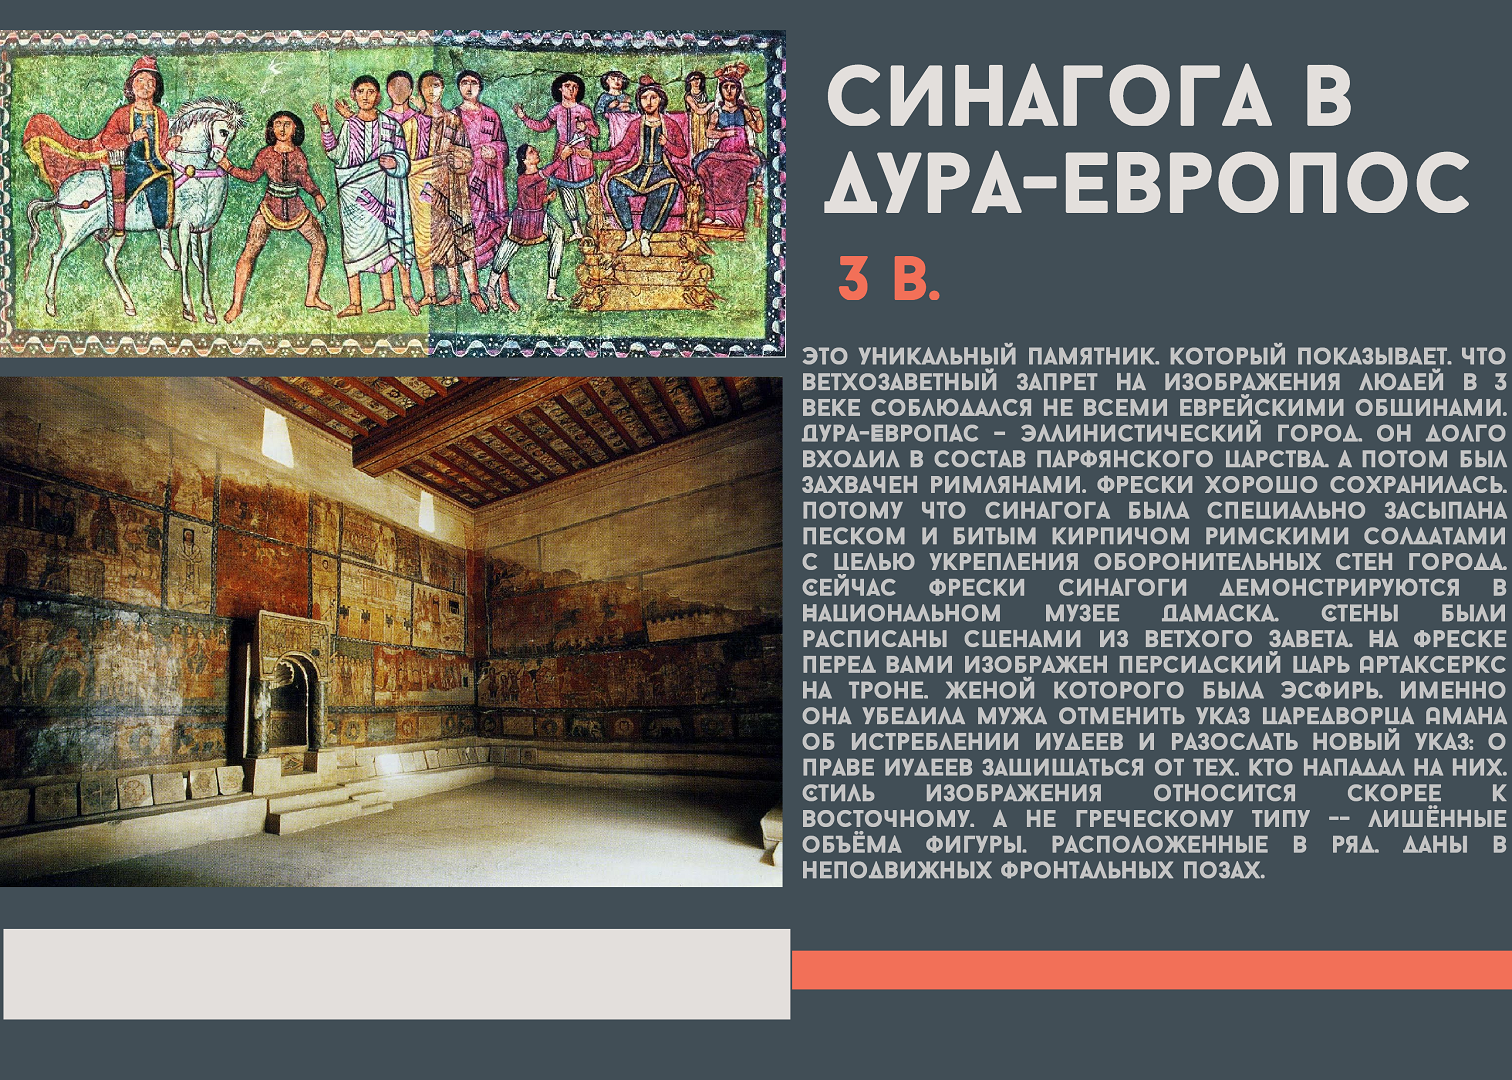 СИНАГОГА В
ДУРА-ЕВРОПОС
3 В.
ЭТО УНИКАЛЬНЫЙ ПАМЯТНИК. КОТОРЫЙ ПОКАЗЫВАЕТ. ЧТО
ВЕТХОЗАВЕТНЫЙ ЗАПРЕТ НА ИЗОБРАЖЕНИЯ ЛЮДЕЙ В 3
ВЕКЕ СОБЛЮДАЛСЯ НЕ ВСЕМИ ЕВРЕЙСКИМИ ОБЩИНАМИ.
ДУРА-ЕВРОПАС - ЭЛЛИНИСТИЧЕСКИЙ ГОРОД. ОН ДОЛГО
ВХОДИЛ В СОСТАВ ПАРФЯНСКОГО ЦАРСТВА. А ПОТОМ БЫЛ
ЗАХВАЧЕН РИМЛЯНАМИ. ФРЕСКИ ХОРОШО СОХРАНИЛАСЬ.
ПОТОМУ ЧТО СИНАГОГА БЫЛА СПЕЦИАЛЬНО ЗАСЫПАНА
ПЕСКОМ И БИТЫМ КИРПИЧОМ РИМСКИМИ СОЛДАТАМИ
С ЦЕЛЬЮ УКРЕПЛЕНИЯ ОБОРОНИТЕЛЬНЫХ СТЕН ГОРОДА.
СЕЙЧАС ФРЕСКИ СИНАГОГИ ДЕМОНСТРИРУЮТСЯ В
НАЦИОНАЛЬНОМ МУЗЕЕ ДАМАСКА. СТЕНЫ БЫЛИ
РАСПИСАНЫ СЦЕНАМИ ИЗ ВЕТХОГО ЗАВЕТА. НА ФРЕСКЕ
ПЕРЕД ВАМИ ИЗОБРАЖЕН ПЕРСИДСКИЙ ЦАРЬ АРТАКСЕРКС
НА ТРОНЕ. ЖЕНОЙ КОТОРОГО БЫЛА ЭСФИРЬ. ИМЕННО
ОНА УБЕДИЛА МУЖА ОТМЕНИТЬ УКАЗ ЦАРЕДВОРЦА АМАНА
ОБ ИСТРЕБЛЕНИИ ИУДЕЕВ И РАЗОСЛАТЬ НОВЫЙ УКАЗ: О
ПРАВЕ ИУДЕЕВ ЗАЩИЩАТЬСЯ ОТ ТЕХ. КТО НАПАДАЛ НА НИХ.
СТИЛЬ ИЗОБРАЖЕНИЯ ОТНОСИТСЯ СКОРЕЕ К
ВОСТОЧНОМУ. А НЕ ГРЕЧЕСКОМУ ТИПУ -- ЛИШЁННЫЕ
ОБЪЁМА ФИГУРЫ. РАСПОЛОЖЕННЫЕ В РЯД. ДАНЫ В
НЕПОДВИЖНЫХ ФРОНТАЛЬНЫХ ПОЗАХ.